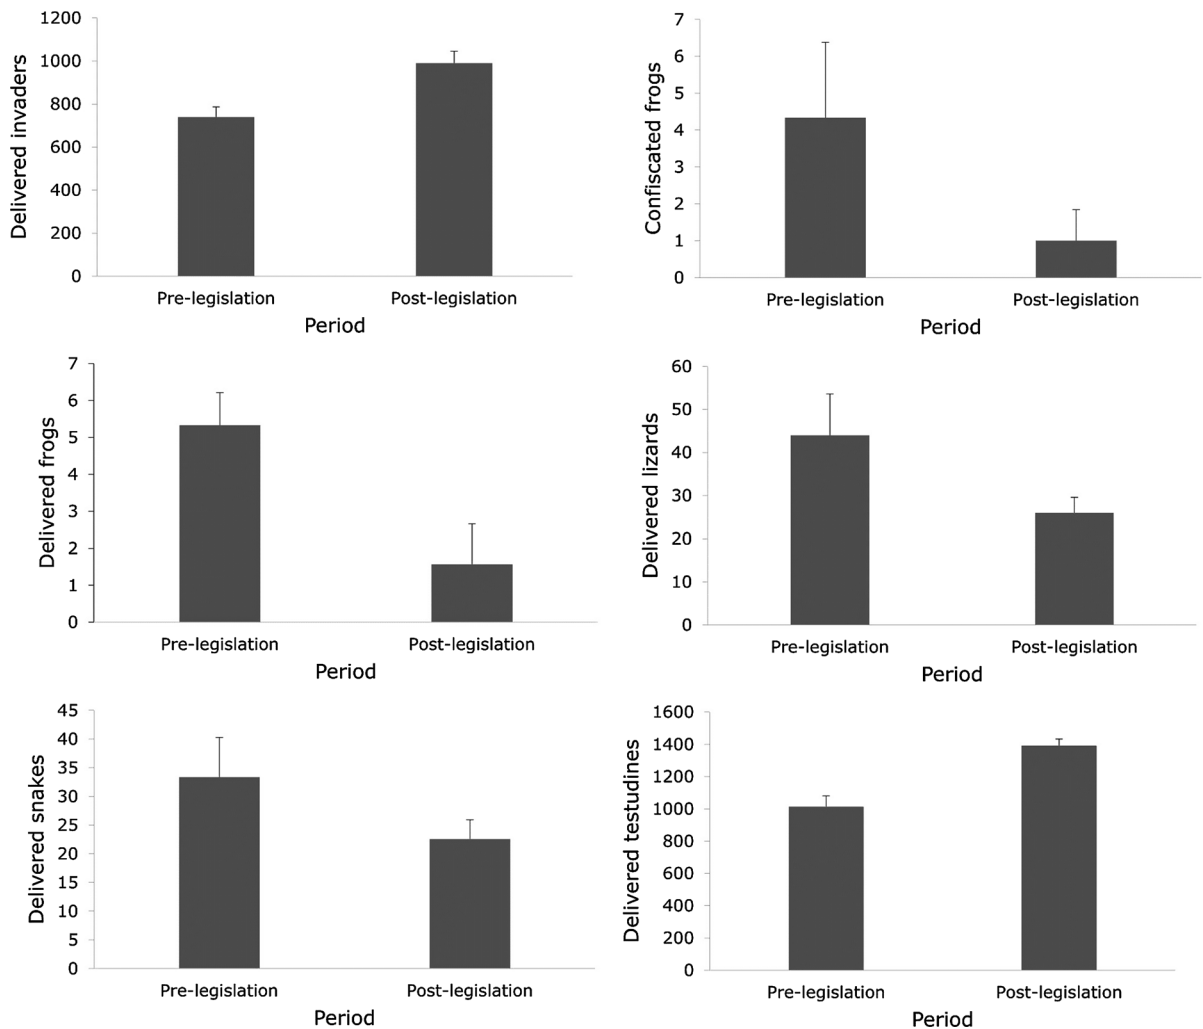 Delivered invaders
1200
1000
800
600
400
200
0
Pre-legislation Post-legislation
Period
Confiscated frogs
7
6
5
4
3
2
1
0
Pre-legislation Post-legislation
Period
Delivered frogs
7
6
5
4
3
2
1
0
Pre-legislation Post-legislation
Period
Delivered lizards
60
50
40
30
20
10
0
Pre-legislation Post-legislation
Period
Delivered snakes
45
40
35
30
25
20
15
10
5
0
Pre-legislation Post-legislation
Period
Delivered testudines
1600
1400
1200
1000
800
600
400
200
0
Pre-legislation Post-legislation
Period